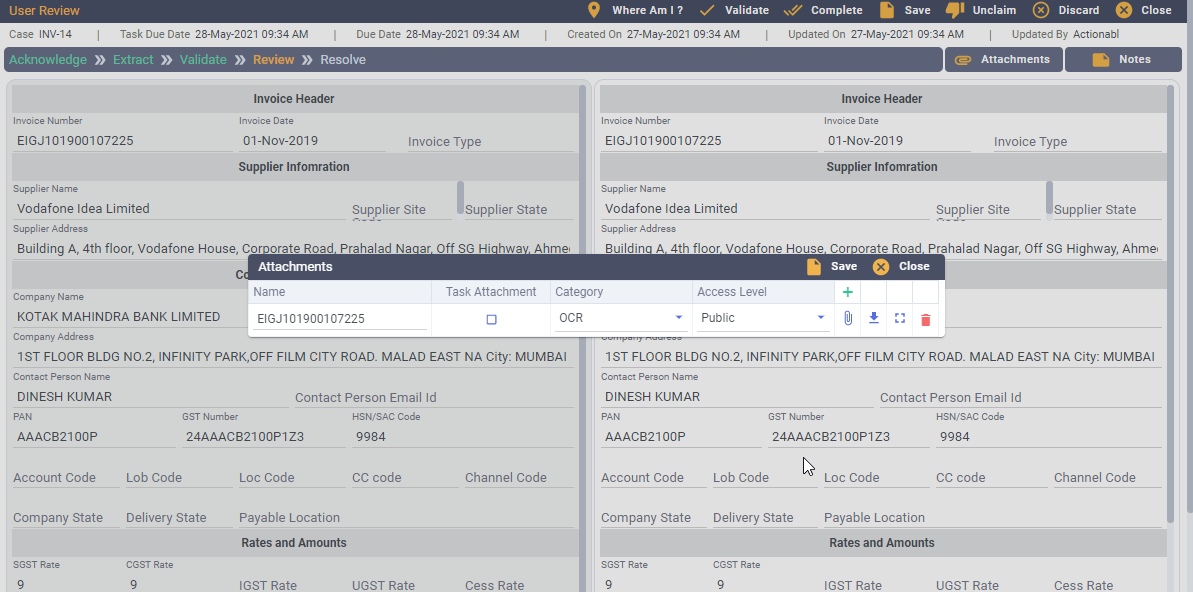 User Review
Where Am I ? Validate Complete Save Unclaim Discard Close
Case INV-14 | Task Due Date 28-May-2021 09:34 AM | Due Date 28-May-2021 09:34 AM | Created On 27-May-2021 09:34 AM | Updated On 27-May-2021 09:34 AM | Updated By Actionabl
Acknowledge Extract Validate Review Resolve Attachments Notes
Invoice Header
Invoice Number Invoice Date
EIGJ101900107225 01-Nov-2019 Invoice Type
Supplier Infomration
Supplier Name
Vodafone Idea Limited Supplier Site Supplier State
Supplier Address
Building A, 4th floor, Vodafone House, Corporate Road, Prahalad Nagar, Off SG Highway, Ahme
Co
Company Name
KOTAK MAHINDRA BANK LIMITED
Company Address
1ST FLOOR BLDG NO.2, INFINITY PARK,OFF FILM CITY ROAD. MALAD EAST NA City: MUMBAI
Contact Person Name
DINESH KUMAR Contact Person Email Id
PAN GST Number HSN/SAC Code
AAACB2100P 24AAACB2100P1Z3 9984
Account Code Lob Code Loc Code CC code Channel Code
Company State Delivery State Payable Location
Rates and Amounts
SGST Rate CGST Rate
9 9 IGST Rate UGST Rate Cess Rate
Invoice Header
Invoice Number Invoice Date
EIGJ101900107225 01-Nov-2019 Invoice Type
Supplier Infomration
Supplier Name
Vodafone Idea Limited Supplier Site Supplier State
Supplier Address
Building A, 4th floor, Vodafone House, Corporate Road, Prahalad Nagar, Off SG Highway, Ahme
1ST FLOOR BLDG NO.2, INFINITY PARK,OFF FILM CITY ROAD. MALAD EAST NA City: MUMBAI
Contact Person Name
DINESH KUMAR Contact Person Email Id
PAN GST Number HSN/SAC Code
AAACB2100P 24AAACB2100P1Z3 9984
Account Code Lob Code Loc Code CC code Channel Code
Company State Delivery State Payable Location
Rates and Amounts
SGST Rate CGST Rate
9 9 IGST Rate UGST Rate Cess Rate
Attachments Save Close
Name Task Attachment Category Access Level
EIGJ101900107225 OCR Public